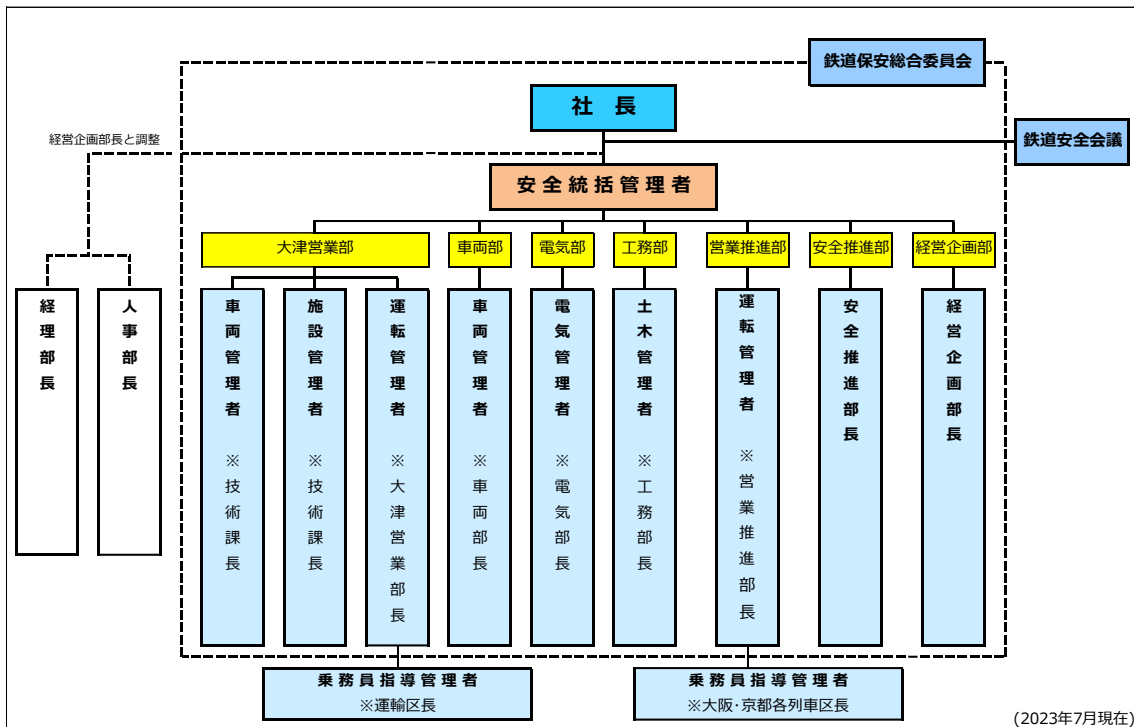 鉄道保安総合委員会
社 長
経営企画部長と調整
鉄道安全会議
安全統括管理者
大津営業部
車両部
電気部
工務部
営業推進部
安全推進部
経営企画部
経理部長
人事部長
車両管理者 ※技術課長
施設管理者 ※技術課長
運転管理者 ※大津営業部長
車両管理者 ※車両部長
電気管理者 ※電気部長
土木管理者 ※工務部長
運転管理者 ※営業推進部長
安全推進部長
経営企画部長
乗務員指導管理者
※運輸区長
乗務員指導管理者
※大阪・京都各列車区長
(2023年7月現在)